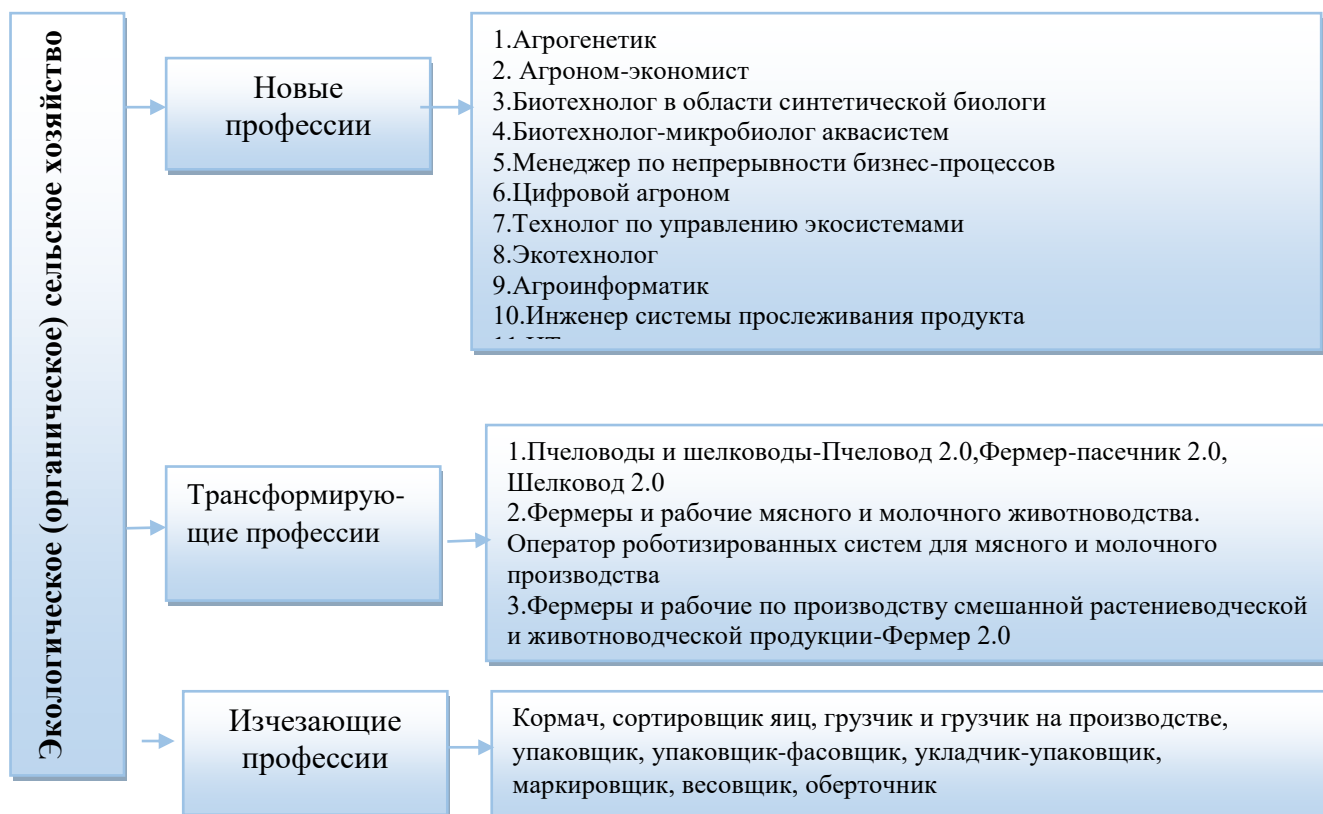 Экологическое (органическое) сельское хозяйство
Новые
профессии
1.Агрогенетик
2. Агроном-экономист
3.Биотехнолог в области синтетической биологи
4.Биотехнолог-микробиолог аквасистем
5.Менеджер по непрерывности бизнес-процессов
6.Цифровой агроном
7.Технолог по управлению экосистемами
8.Экотехнолог
9.Агроинформатик
10.Инженер системы прослеживания продукта
Трансформирую-
щие профессии
1.Пчеловоды и шелководы-Пчеловод 2.0,Фермер-пасечник 2.0,
Шелковод 2.0
2.Фермеры и рабочие мясного и молочного животноводства.
Оператор роботизированных систем для мясного и молочного
производства
3.Фермеры и рабочие по производству смешанной растениеводческой
и животноводческой продукции-Фермер 2.0
Изчезающие
профессии
Кормач, сортировщик яиц, грузчик и грузчик на производстве,
упаковщик, упаковщик-фасовщик, укладчик-упаковщик,
маркировщик, весовщик, оберточник